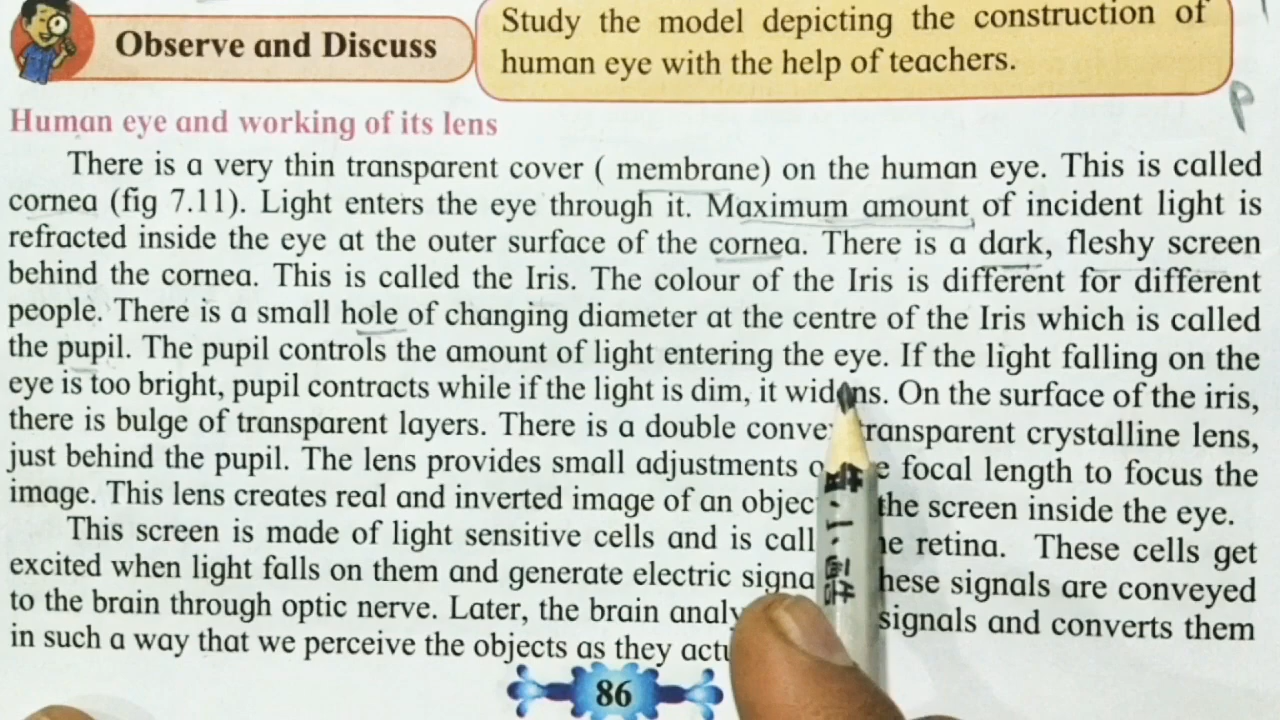 Observe and Discuss
Study the model depicting the construction of
human eye with the help of teachers.
P
Human eye and working of its lens
There is a very thin transparent cover ( membrane) on the human eye. This is called
cornea (fig 7.11). Light enters the eye through it. Maximum amount of incident light is
refracted inside the eye at the outer surface of the cornea. There is a dark, fleshy screen
behind the cornea. This is called the Iris. The colour of the Iris is different for different
people. There is a small hole of changing diameter at the centre of the Iris which is called
the pupil. The pupil controls the amount of light entering the eye. If the light falling on the
eye is too bright, pupil contracts while if the light is dim, it widens. On the surface of the iris,
there is bulge of transparent layers. There is a double convex transparent crystalline lens,
just behind the pupil. The lens provides small adjustments focal length to focus the
image. This lens creates real and inverted image of an the screen inside the eye.
This screen is made of light sensitive cells and is retina. These cells get
excited when light falls on them and generate electric signals are conveyed
to the brain through optic nerve. Later, the brain signals and converts them
in such a way that we perceive the objects as they
86